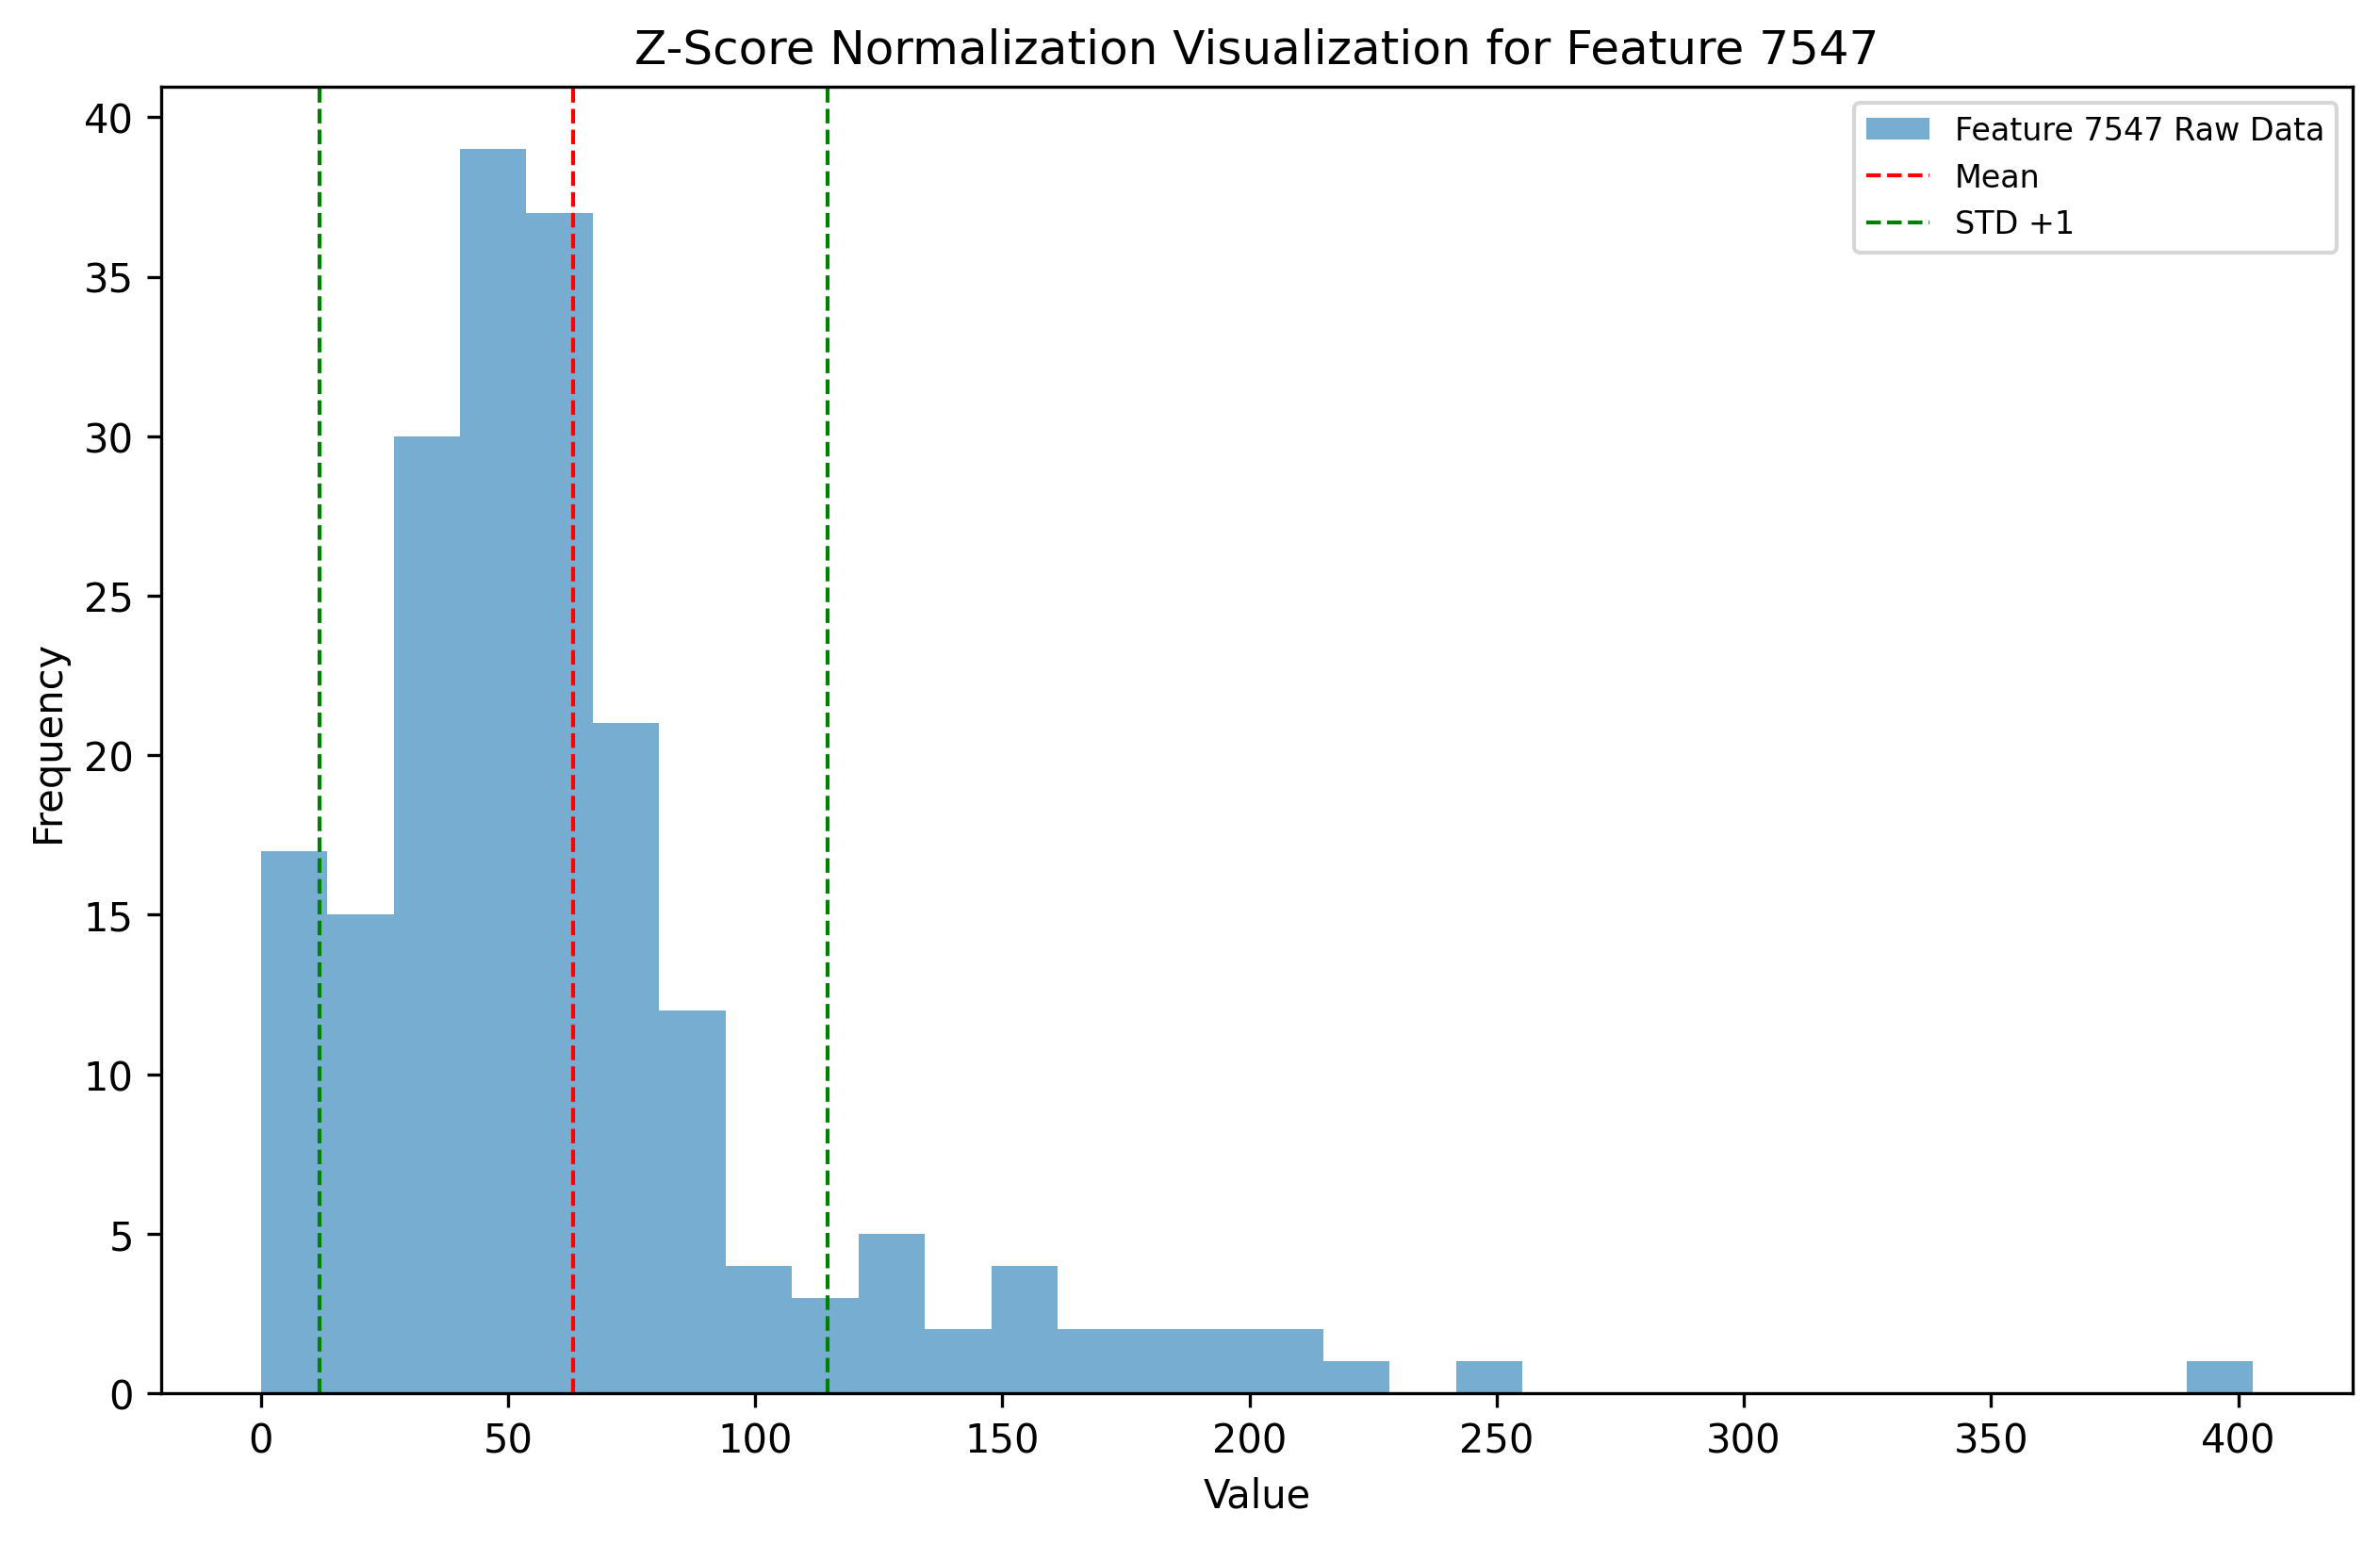 Z-Score Normalization Visualization for Feature 7547
Feature 7547 Raw Data
Mean
STD +1
Frequency
40
35
30
25
20
15
10
5
0
0 50 100 150 200 250 300 350 400
Value